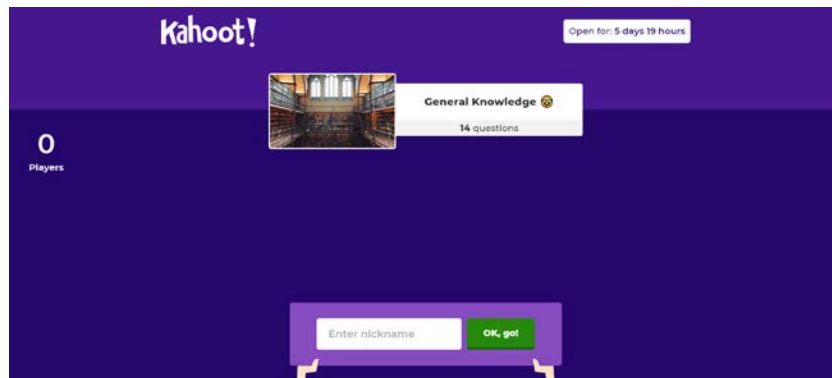 Kahoot!
Open for: 5 days 19 hours
General Knowledge
14 questions
0
Players
Enter nickname
OK, go!